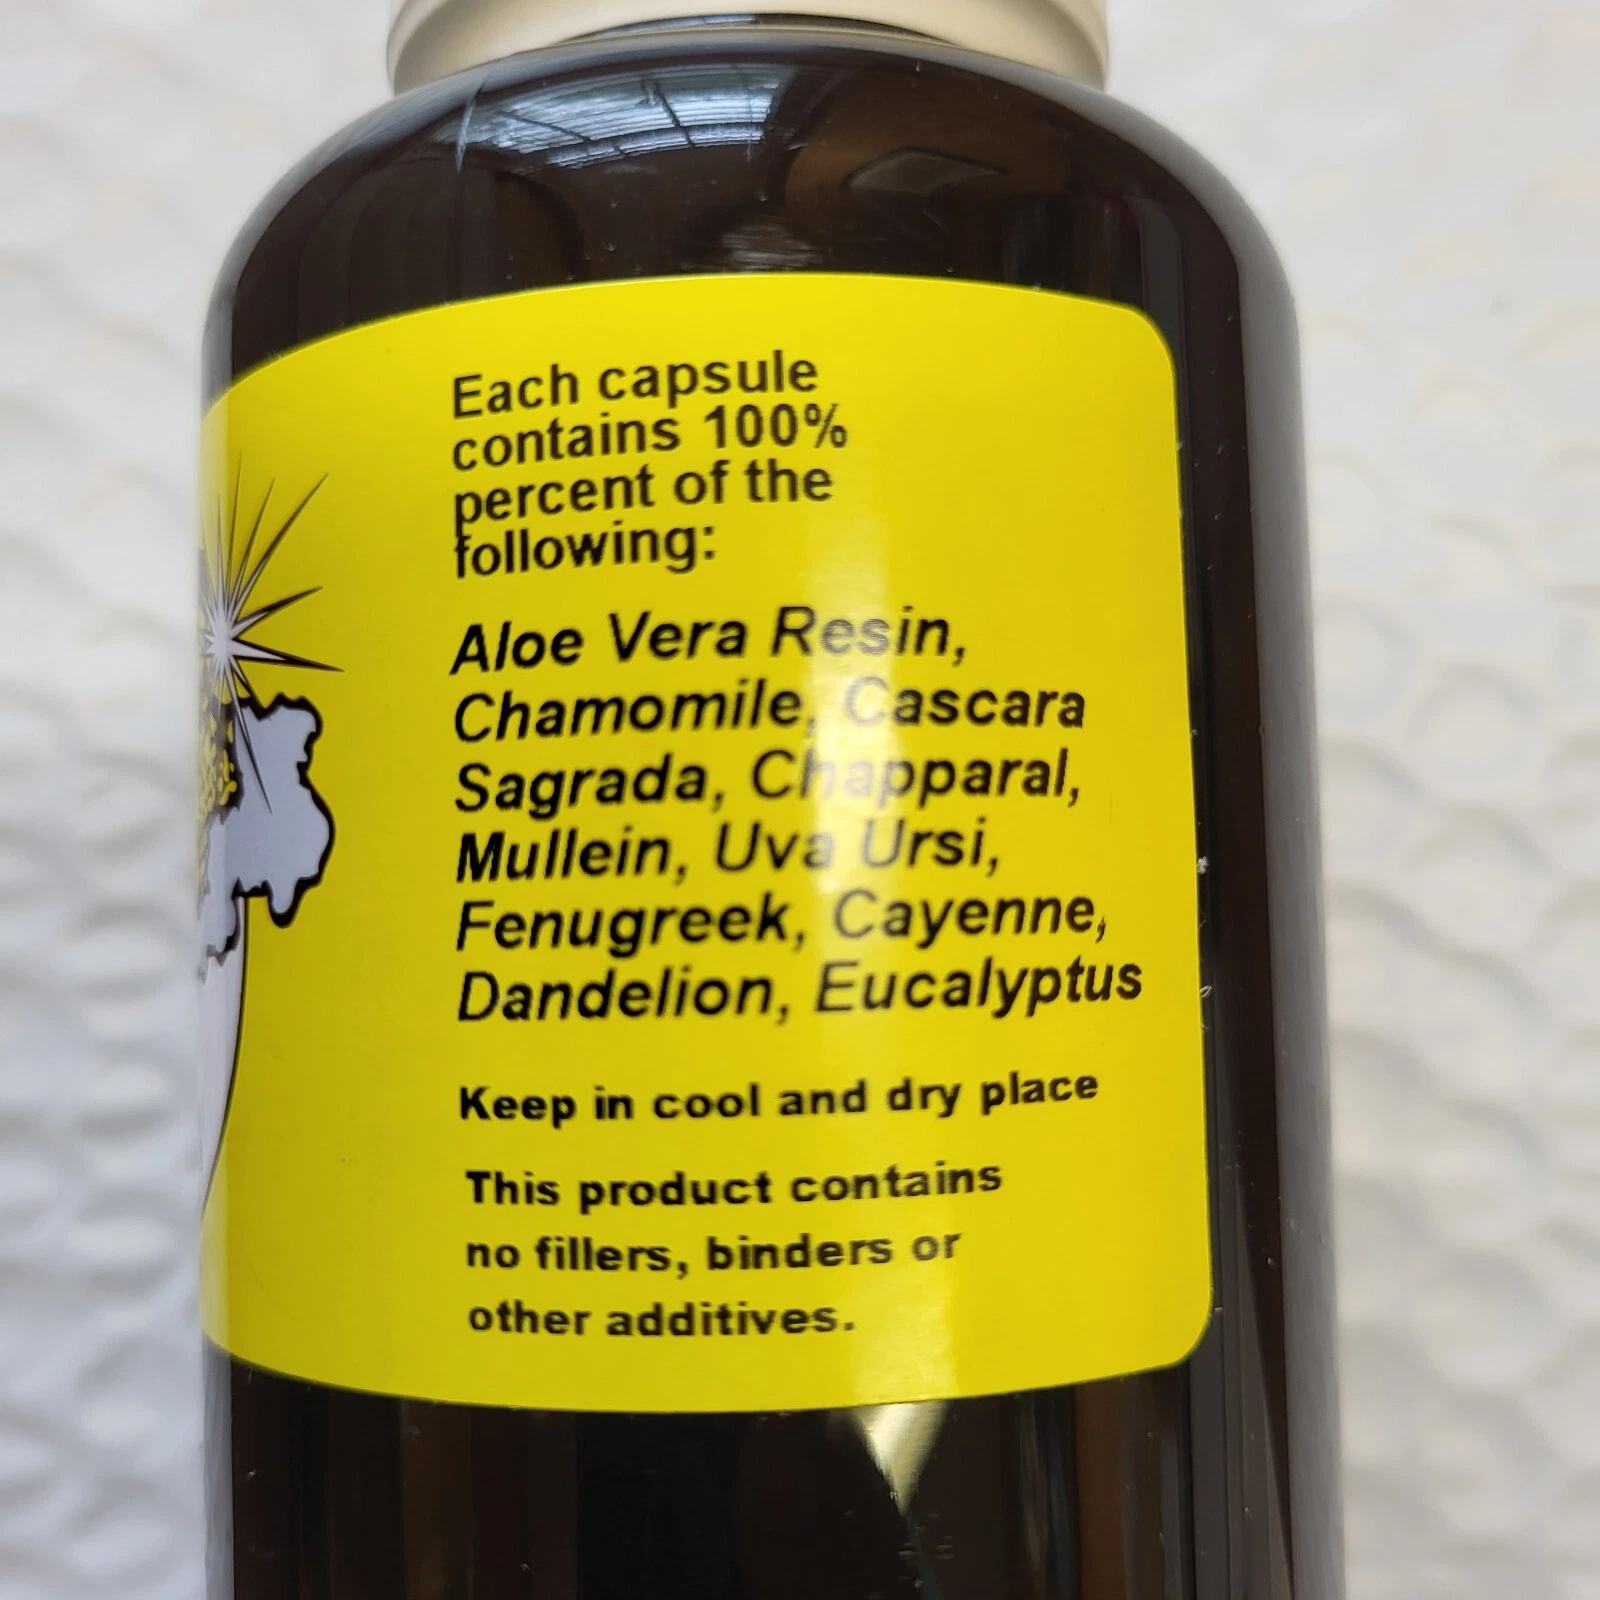 Each capsule
contains 100%
percent of the
following:
Aloe Vera Resin,
Chamomile, Cascara
Sagrada, Chapparal,
Mullein, Uva Ursi,
Fenugreek, Cayenne,
Dandelion, Eucalyptus
Keep in cool and dry place
This product contains
no fillers, binders or
other additives.